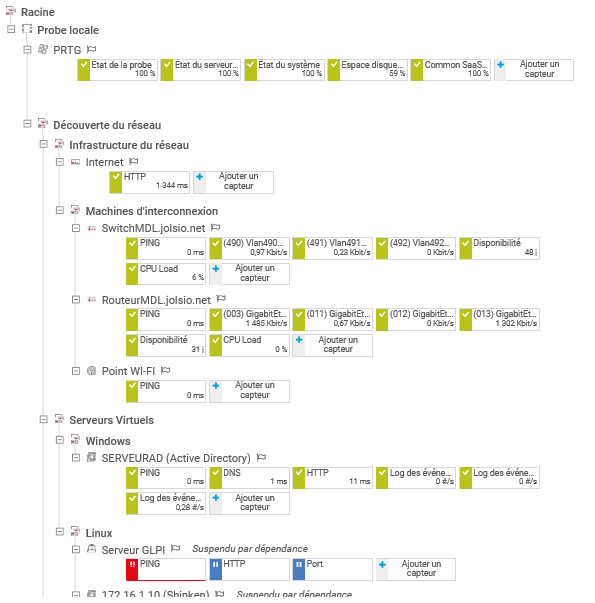 Racine
Probe locale
PRTG
État de la probe 100 %
État du serveur... 100 %
État du système 100 %
Espace disque... 59 %
Common SaaS... 100 %
Ajouter un capteur
Découverte du réseau
Infrastructure du réseau
Internet
HTTP 1 344 ms
Ajouter un capteur
Machines d'interconnexion
SwitchMDL.jolsio.net
PING 0 ms
(490) Vlan490... 0,97 Kbit/s
(491) Vlan491... 0,23 Kbit/s
(492) Vlan492... 0 Kbit/s
Disponibilité 48 j
CPU Load 6 %
Ajouter un capteur
RouteurMDL.jolsio.net
PING 0 ms
(003) GigabitEt... 1 485 Kbit/s
(011) GigabitEt... 0,67 Kbit/s
(012) GigabitEt... 0 Kbit/s
(013) GigabitEt... 1 302 Kbit/s
Disponibilité 31 j
CPU Load 0 %
Ajouter un capteur
Point WI-FI
PING 0 ms
Ajouter un capteur
Serveurs Virtuels
Windows
SERVEURAD (Active Directory)
PING 0 ms
DNS 1 ms
HTTP 11 ms
Log des événe... 0 #/s
Log des événe... 0 #/s
Log des événe... 0,28 #/s
Ajouter un capteur
Linux
Serveur GLPI Suspendu par dépendance
PING
HTTP
Port
Ajouter un capteur
172.16.1.10 (Shinken) Suspendu par dépendance